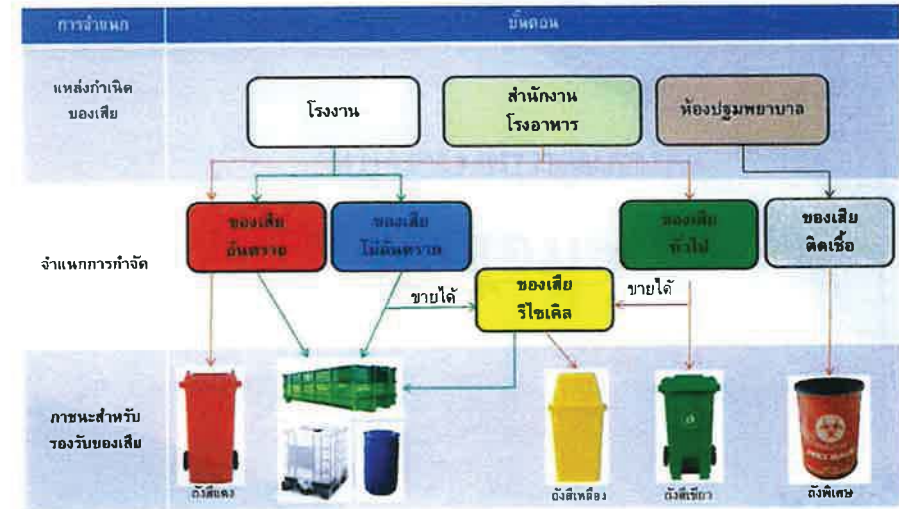 การจำแนก
ขั้นตอน
แหล่งกำเนิด
ของเสีย
โรงงาน
สำนักงาน
โรงอาหาร
ห้องปฐมพยาบาล
จำแนกการกำจัด
ของเสีย
อันตราย
ของเสีย
ไม่อันตราย
ของเสีย
ทั่วไป
ของเสีย
ติดเชื้อ
ขายได้
ของเสีย
รีไซเคิล
ขายได้
ภาชนะสำหรับ
รองรับของเสีย
ถังสีแดง
ถังสีเหลือง
ถังสีเขียว
ถังพิเศษ